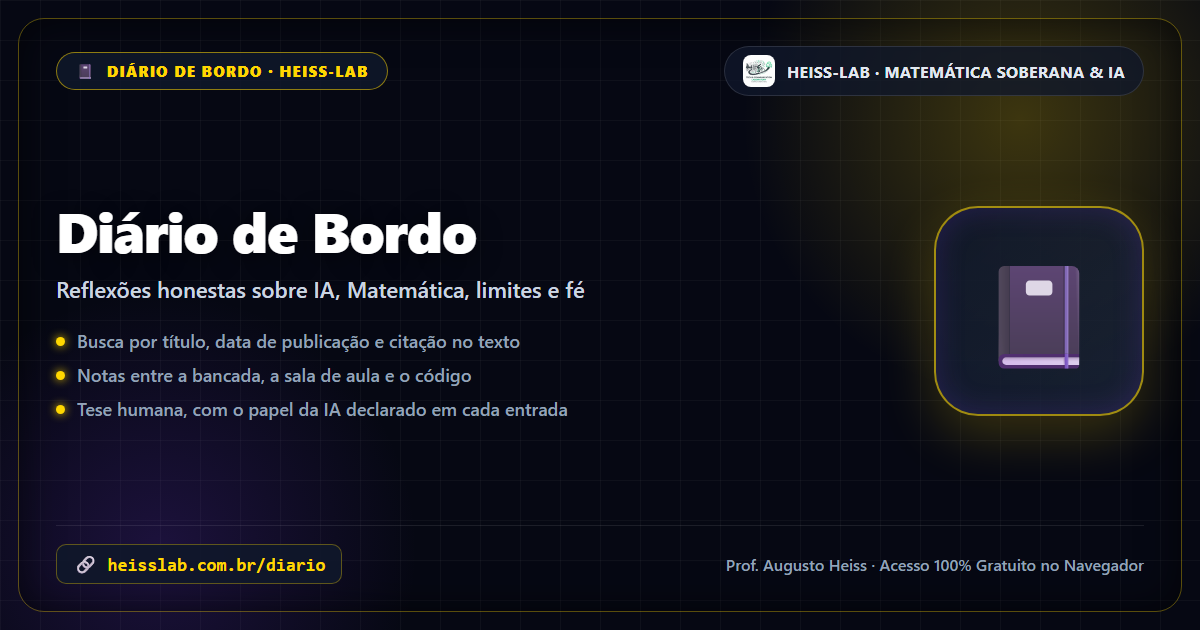 DIÁRIO DE BORDO · HEISS-LAB
HEISS-LAB · MATEMÁTICA SOBERANA & IA
Diário de Bordo
Reflexões honestas sobre IA, Matemática, limites e fé
Busca por título, data de publicação e citação no texto
Notas entre a bancada, a sala de aula e o código
Tese humana, com o papel da IA declarado em cada entrada
heisslab.com.br/diario
Prof. Augusto Heiss · Acesso 100% Gratuito no Navegador